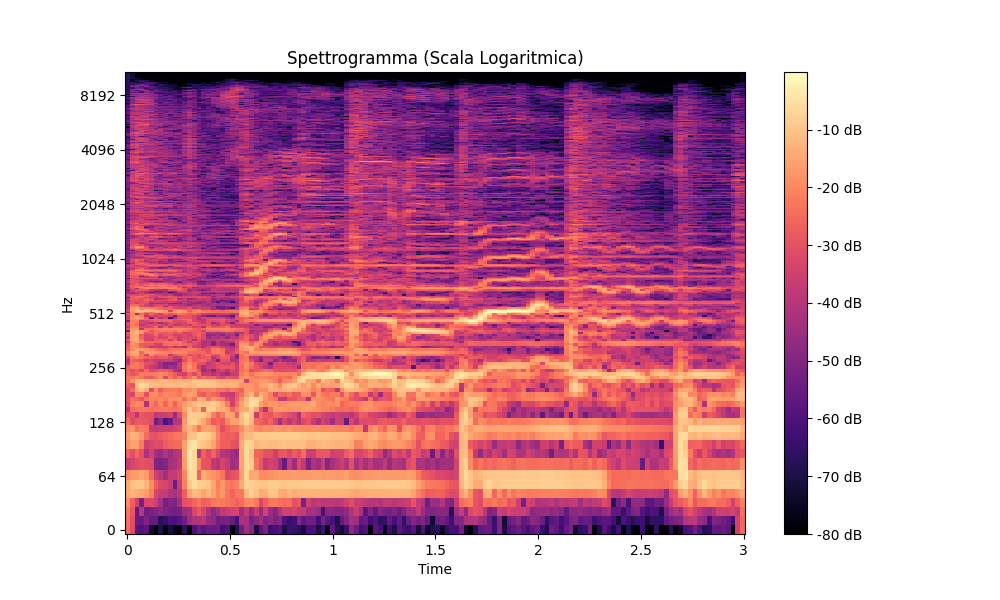 Spettrogramma (Scala Logaritmica)
8192
4096
2048
1024
512
256
128
64
0
Hz
0
0.5
1
1.5
2
2.5
3
Time
-10 dB
-20 dB
-30 dB
-40 dB
-50 dB
-60 dB
-70 dB
-80 dB